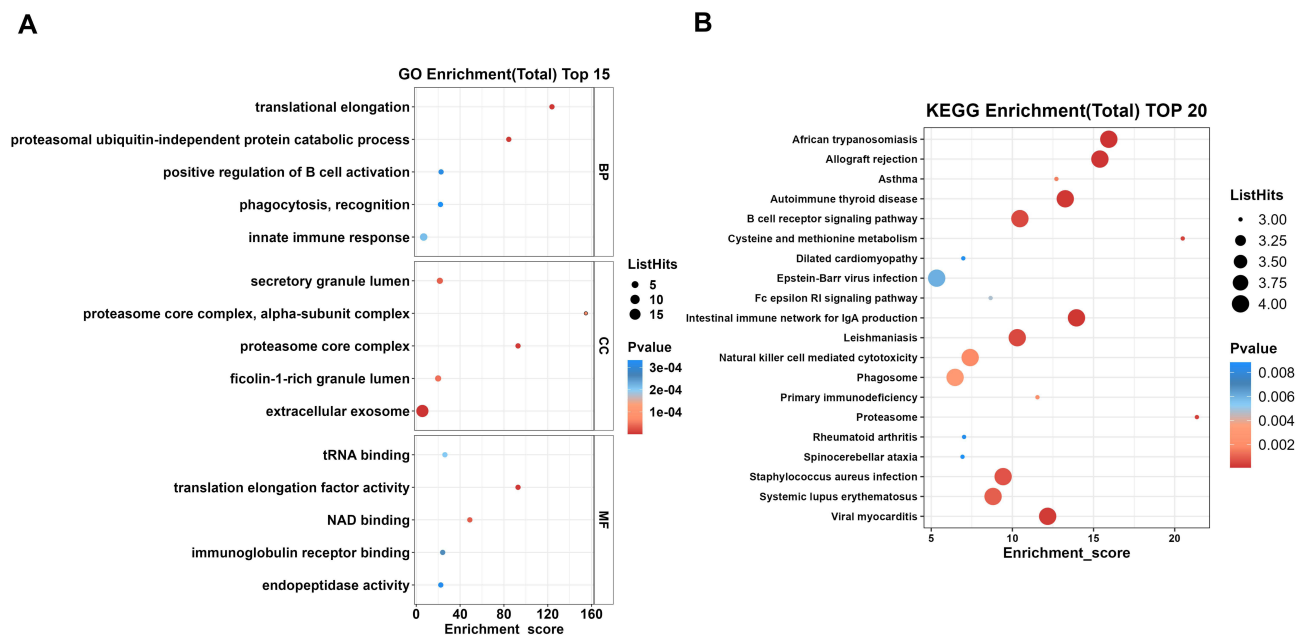 A
GO Enrichment(Total) Top 15
translational elongation
proteasomal ubiquitin-independent protein catabolic process
positive regulation of B cell activation
phagocytosis, recognition
innate immune response
BP
secretory granule lumen
proteasome core complex, alpha-subunit complex
proteasome core complex
ficolin-1-rich granule lumen
extracellular exosome
CC
tRNA binding
translation elongation factor activity
NAD binding
immunoglobulin receptor binding
endopeptidase activity
MF
0 40 80 120 160
Enrichment_score
ListHits
5
10
15
Pvalue
3e-04
2e-04
1e-04
B
KEGG Enrichment(Total) TOP 20
African trypanosomiasis
Allograft rejection
Asthma
Autoimmune thyroid disease
B cell receptor signaling pathway
Cysteine and methionine metabolism
Dilated cardiomyopathy
Epstein-Barr virus infection
Fc epsilon RI signaling pathway
Intestinal immune network for IgA production
Leishmaniasis
Natural killer cell mediated cytotoxicity
Phagosome
Primary immunodeficiency
Proteasome
Rheumatoid arthritis
Spinocerebellar ataxia
Staphylococcus aureus infection
Systemic lupus erythematosus
Viral myocarditis
5 10 15 20
Enrichment_score
ListHits
3.00
3.25
3.50
3.75
4.00
Pvalue
0.008
0.006
0.004
0.002